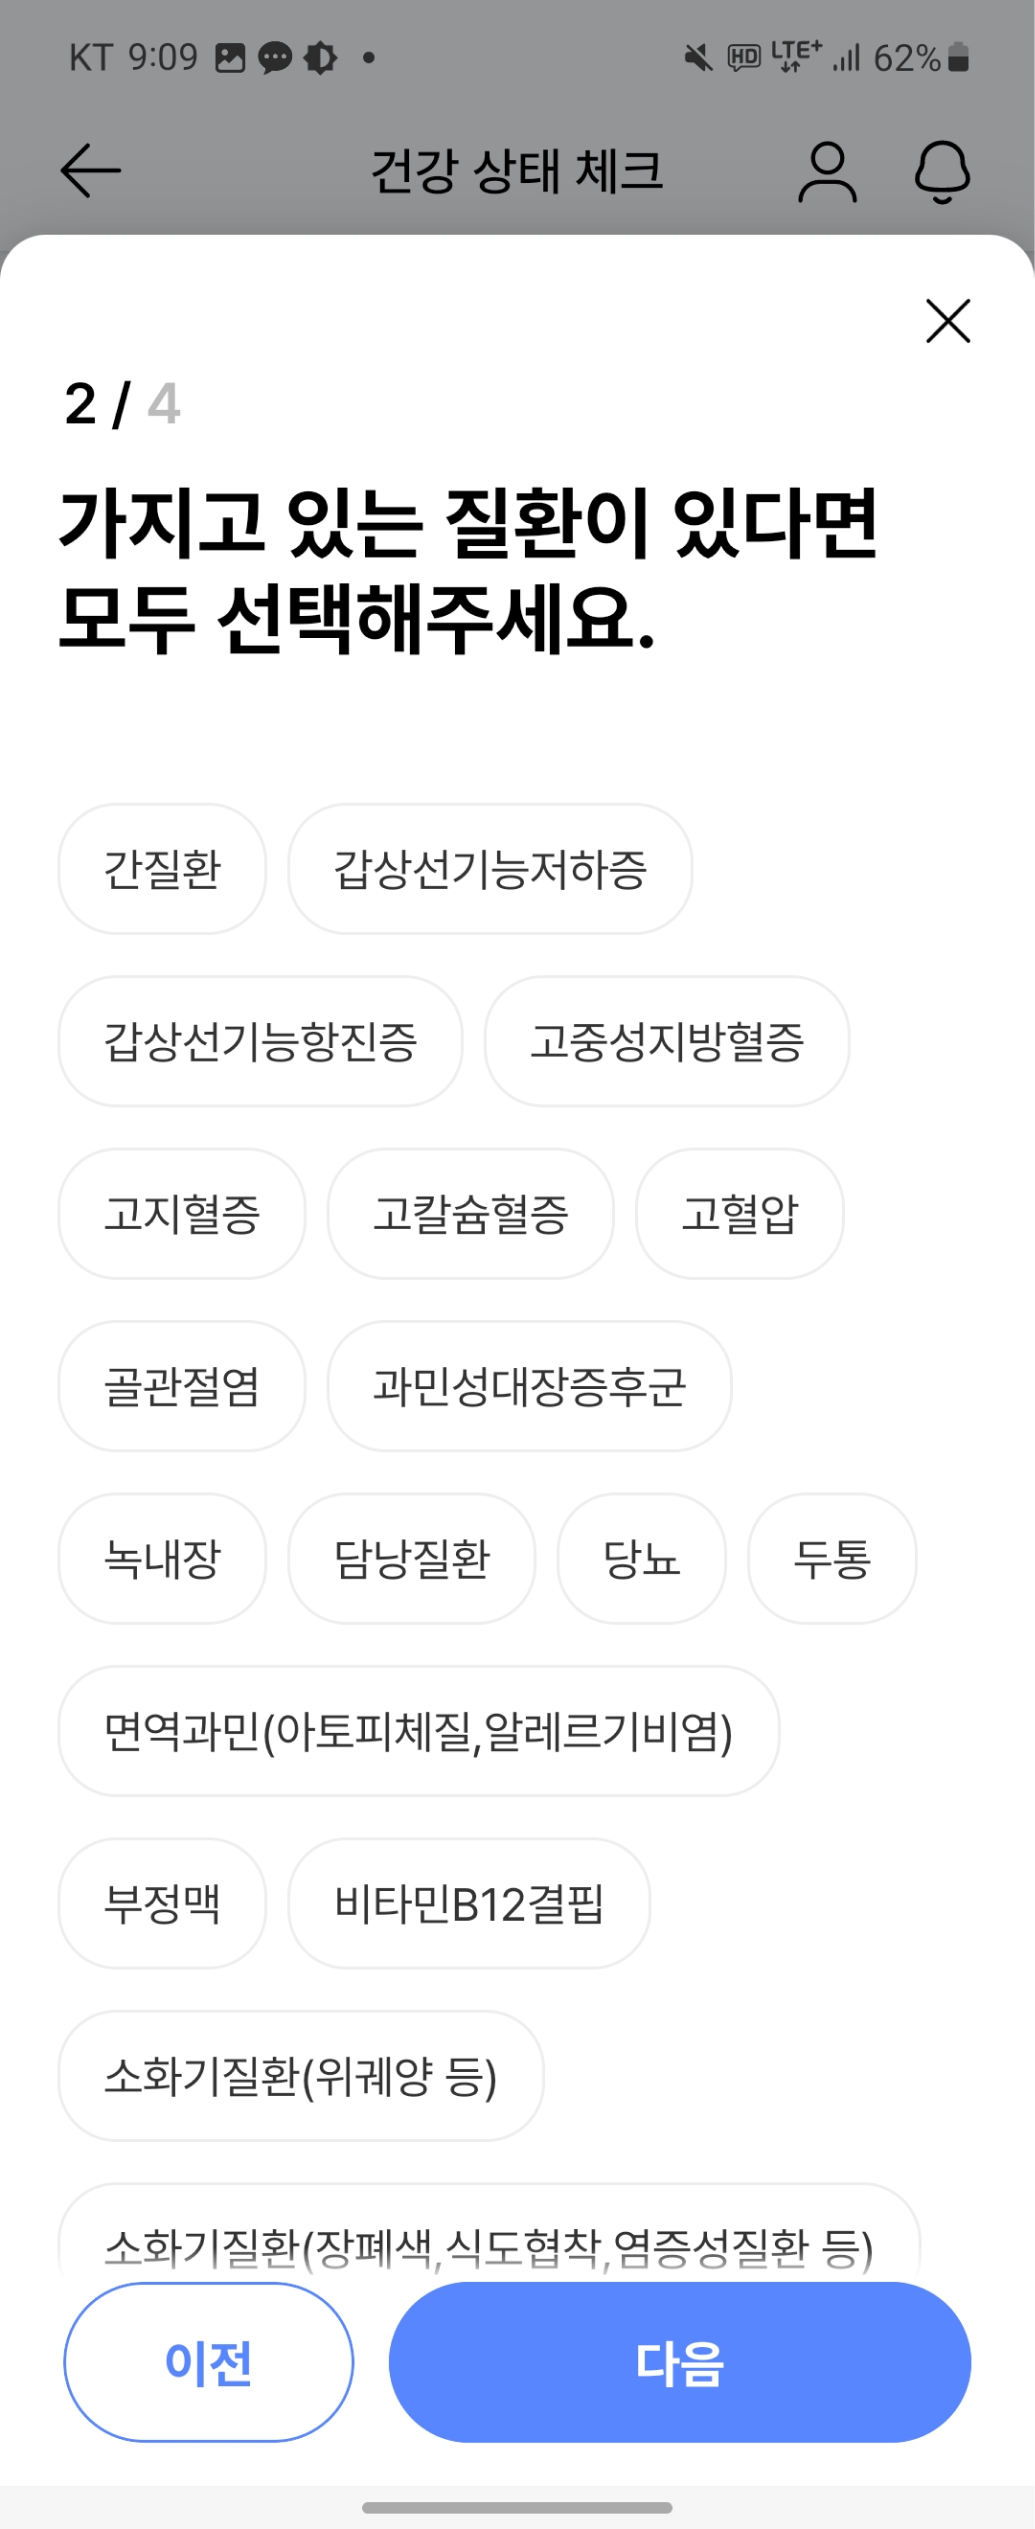 KT 9:09 HD LTE+ 62%
건강 상태 체크
2 / 4
가지고 있는 질환이 있다면
모두 선택해주세요.
간질환 갑상선기능저하증
갑상선기능항진증 고중성지방혈증
고지혈증 고칼슘혈증 고혈압
골관절염 과민성대장증후군
녹내장 담낭질환 당뇨 두통
면역과민(아토피체질,알레르기비염)
부정맥 비타민B12결핍
소화기질환(위궤양 등)
소화기질환(장폐색,식도협착,염증성질환 등)
이전 다음